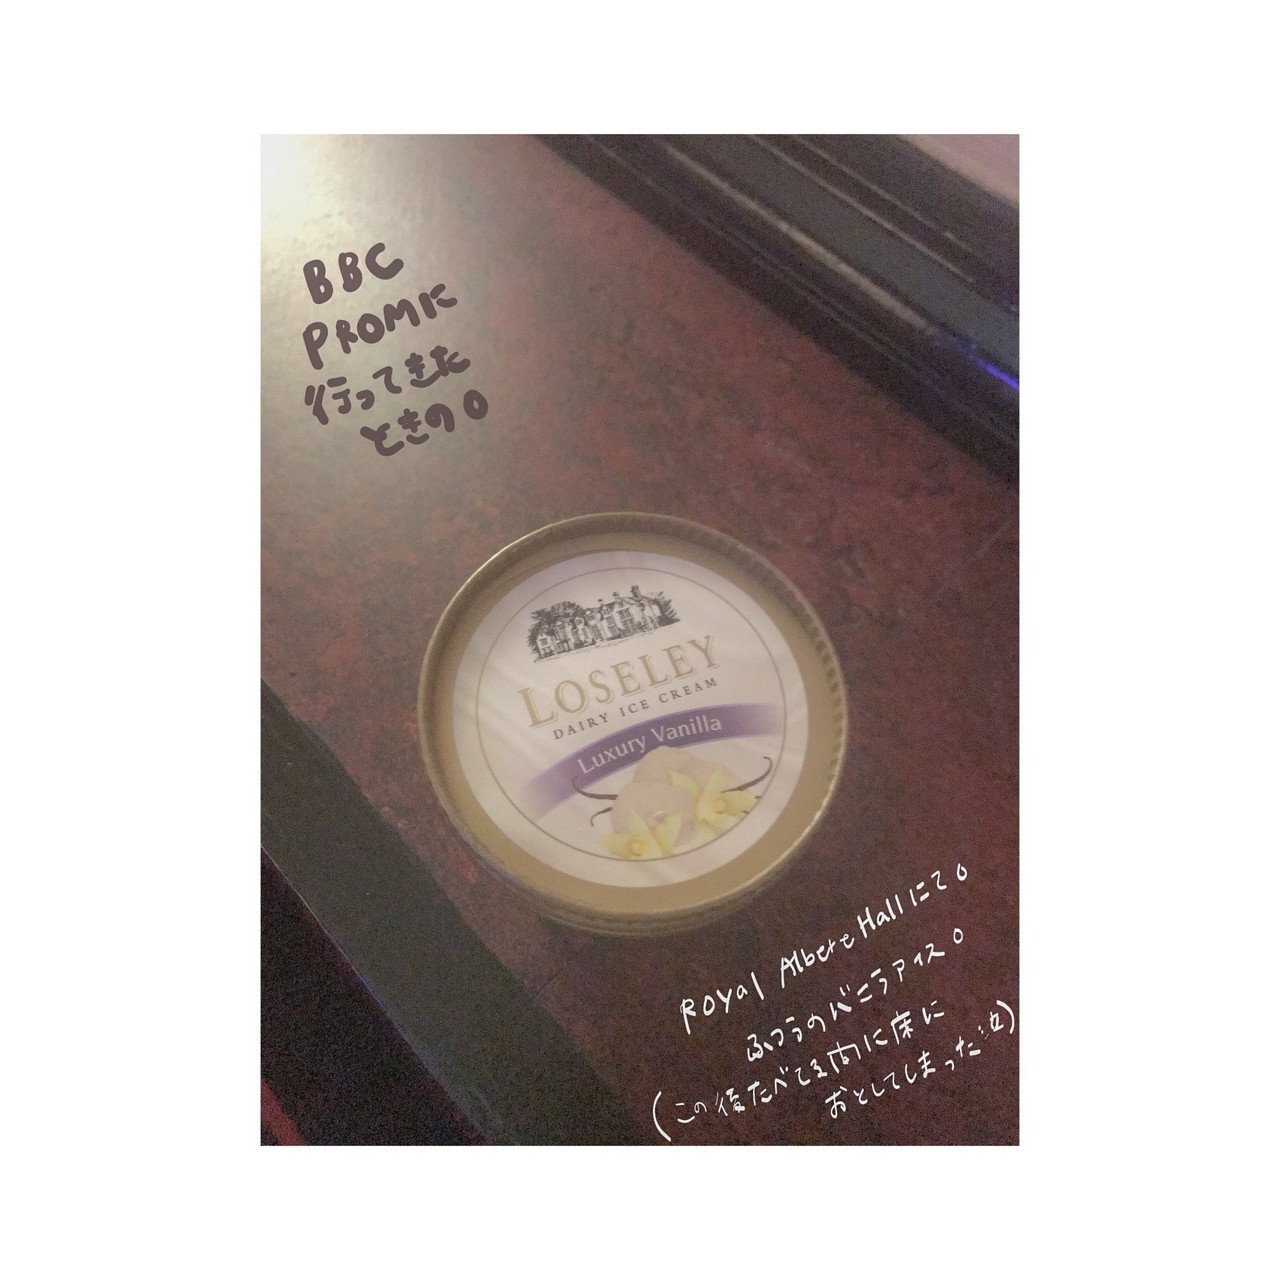 BBC
PROMに
行ってきた
ときの。
LOSELEY
DAIRY ICE CREAM
Luxury Vanilla
ROYal Albert Hallにて。
ふつうのバニラアイス。
(この後たべてる内に床に
おとしてしまった泣)